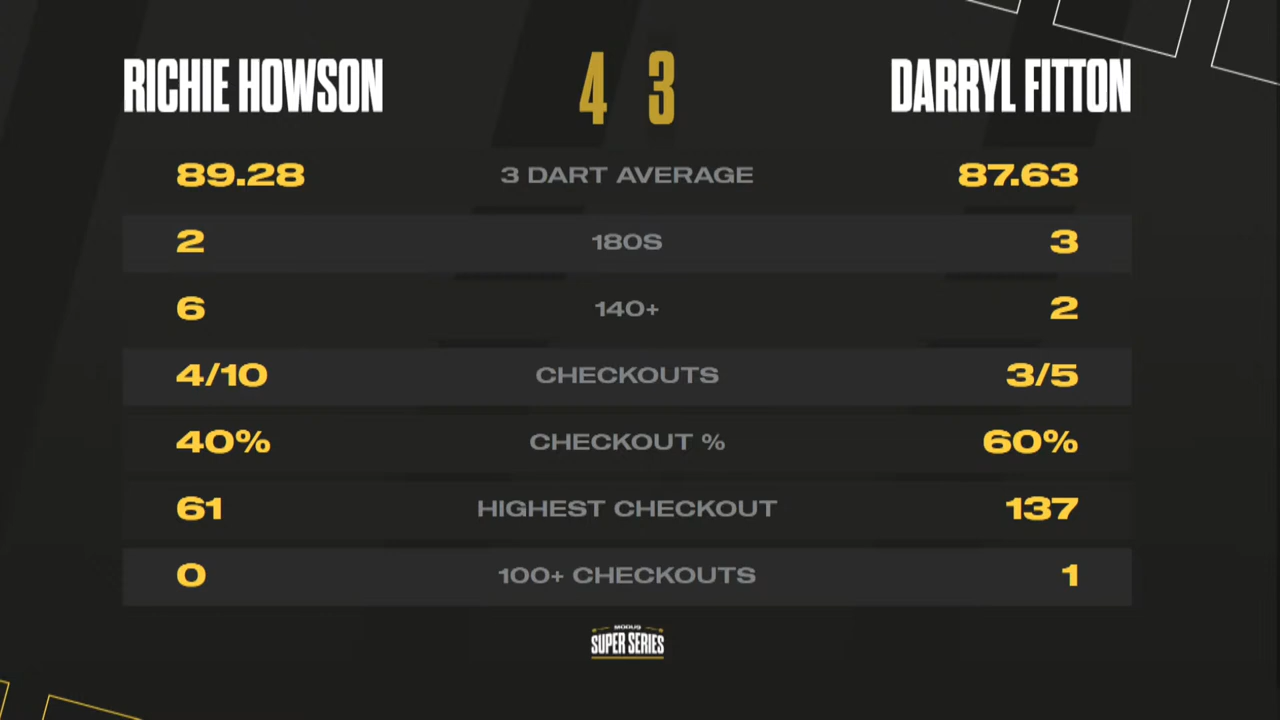 RICHIE HOWSON 4 3 DARRYL FITTON
89.28 3 DART AVERAGE 87.63
2 180S 3
6 140+ 2
4/10 CHECKOUTS 3/5
40% CHECKOUT % 60%
61 HIGHEST CHECKOUT 137
0 100+ CHECKOUTS 1
MODUS
SUPER SERIES